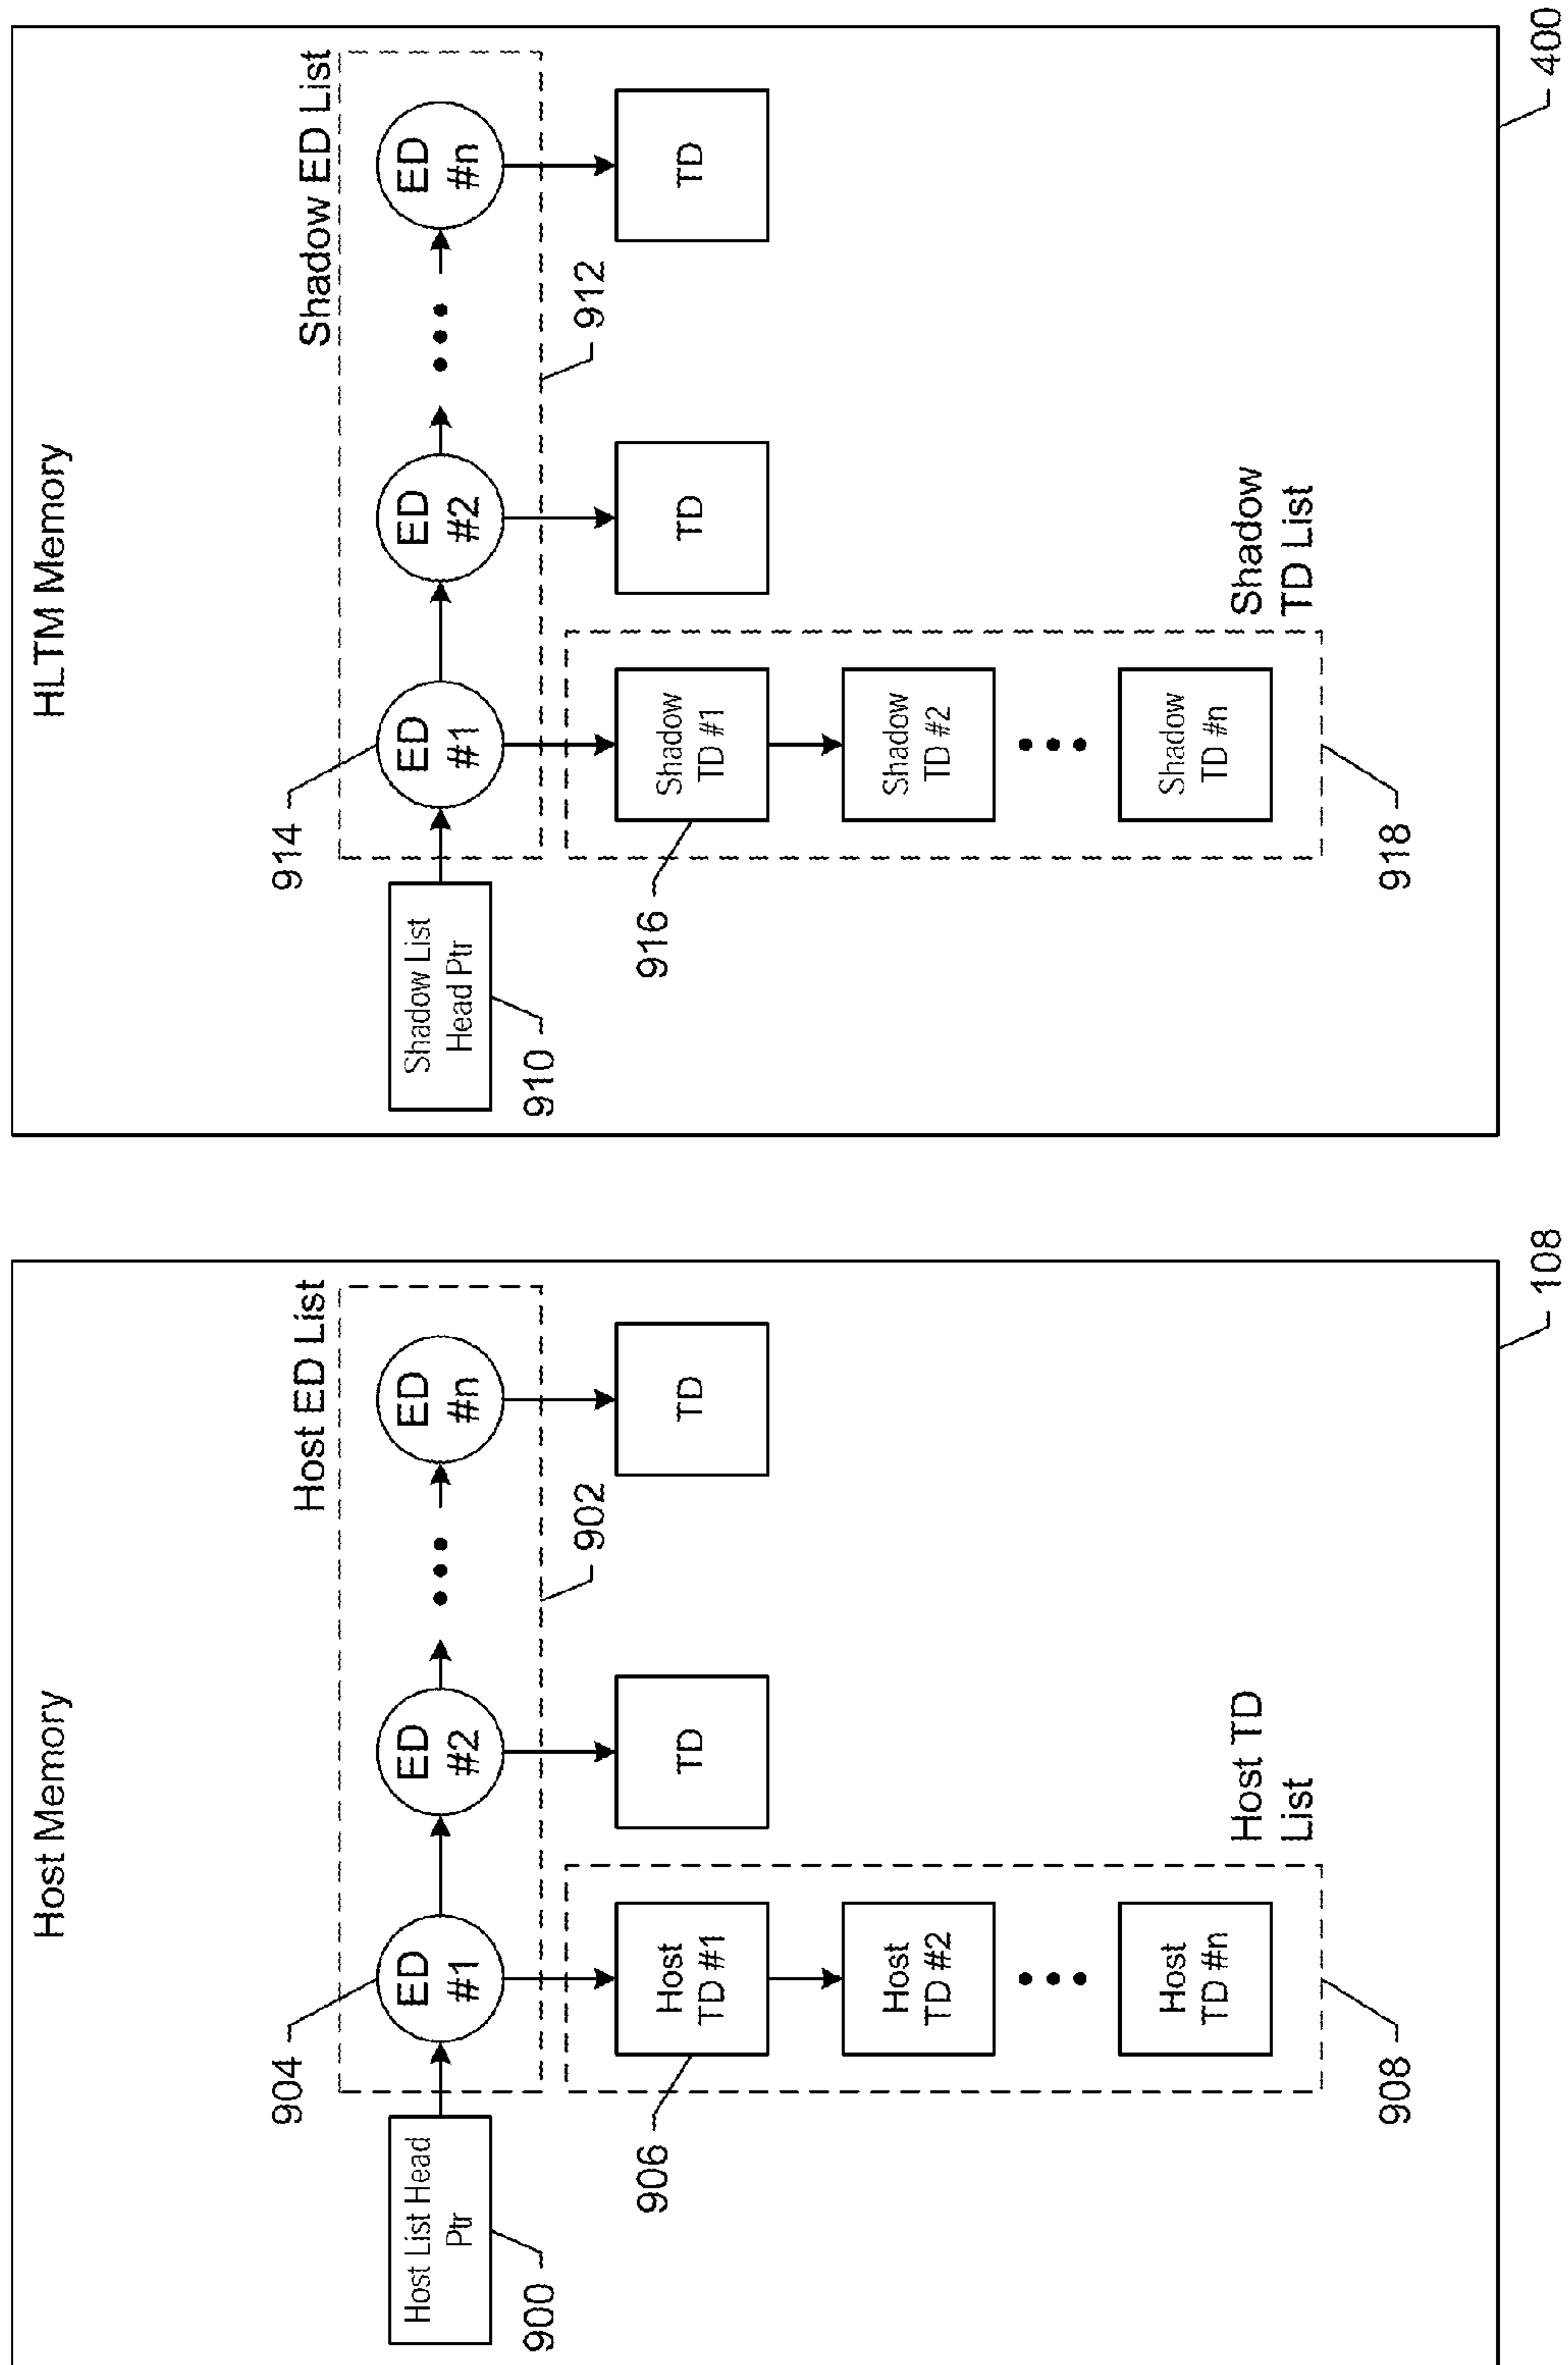 Host Memory
Host ED List
904
Host List Head
Ptr
900
ED
#1
ED
#2
ED
#n
902
906
Host
TD #1
TD
TD
Host
TD #2
Host
TD #n
Host TD
List
908
108
HLTM Memory
Shadow ED List
914
Shadow List
Head Ptr
910
ED
#1
ED
#2
ED
#n
912
916
Shadow
TD #1
TD
TD
Shadow
TD #2
Shadow
TD #n
Shadow
TD List
918
400